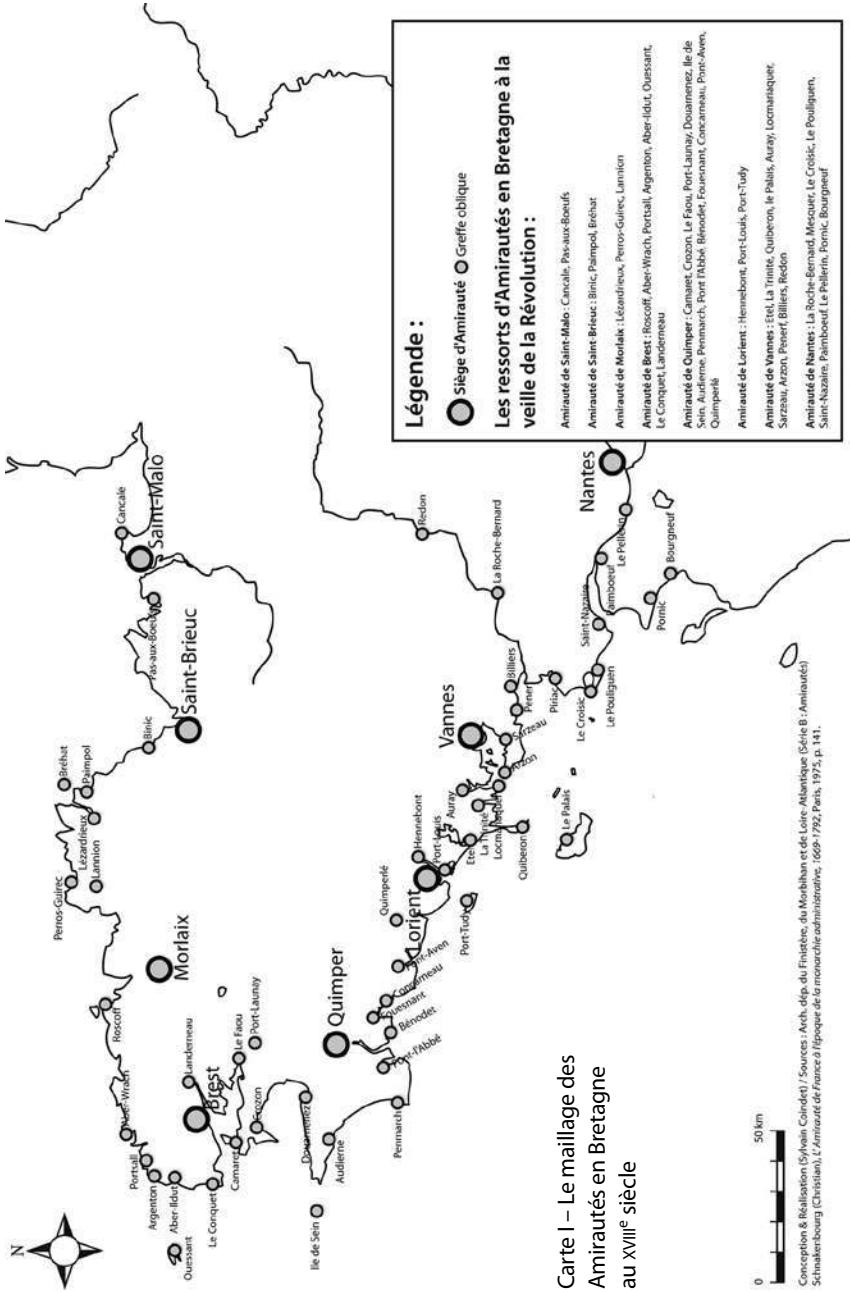 N
Ouessant
Aber-Ildut
Argenton
Portsall
Aber-Wrach
Le Conquet
Brest
Landerneau
Roscoff
Camaret
Crozon
Le Faou
Port-Launay
Morlaix
Perros-Guirec
Lannion
Lézardrieux
Paimpol
Bréhat
Binic
Saint-Brieuc
Pas-aux-Boeufs
Saint-Malo
Cancale
Ile de Sein
Douarnenez
Audierne
Penmarch
Pont-l'Abbé
Quimper
Bénodet
Fouesnant
Concarneau
Pont-Aven
Quimperlé
Lorient
Hennebont
Port-Louis
Port-Tudy
Etel
La Trinité
Auray
Locmariaquer
Quiberon
Le Palais
Arzon
Sarzeau
Vannes
Pénerf
Billiers
Piriac
Le Croisic
Le Pouliguen
La Roche-Bernard
Redon
Saint-Nazaire
Paimboeuf
Le Pellerin
Nantes
Pornic
Bourgneuf
Légende :
Siège d'Amirauté Greffe oblique
Les ressorts d'Amirautés en Bretagne à la
veille de la Révolution :
Amirauté de Saint-Malo : Cancale, Pas-aux-Boeufs
Amirauté de Saint-Brieuc : Binic, Paimpol, Bréhat
Amirauté de Morlaix : Lézardrieux, Perros-Guirec, Lannion
Amirauté de Brest : Roscoff, Aber-Wrach, Portsall, Argenton, Aber-Ildut, Ouessant,
Le Conquet, Landerneau
Amirauté de Quimper : Camaret, Crozon, Le Faou, Port-Launay, Douarnenez, Ile de
Sein, Audierne, Penmarch, Pont l'Abbé, Bénodet, Fouesnant, Concarneau, Pont-Aven,
Quimperlé
Amirauté de Lorient : Hennebont, Port-Louis, Port-Tudy
Amirauté de Vannes : Etel, La Trinité, Quiberon, le Palais, Auray, Locmariaquer,
Sarzeau, Arzon, Penerf, Billiers, Redon
Amirauté de Nantes : La Roche-Bernard, Mesquer, Le Croisic, Le Pouliguen,
Saint-Nazaire, Paimboeuf, Le Pellerin, Pornic, Bourgneuf
Carte I – Le maillage des
Amirautés en Bretagne
au XVIIIe siècle
0 50 km
Conception & Réalisation (Sylvain Coindet) / Sources : Arch. dép. du Finistère, du Morbihan et de Loire-Atlantique (Série B : Amirautés)
Schnakenbourg (Christian), L'Amirauté de France à l'époque de la monarchie administrative, 1669-1792, Paris, 1975, p. 141.